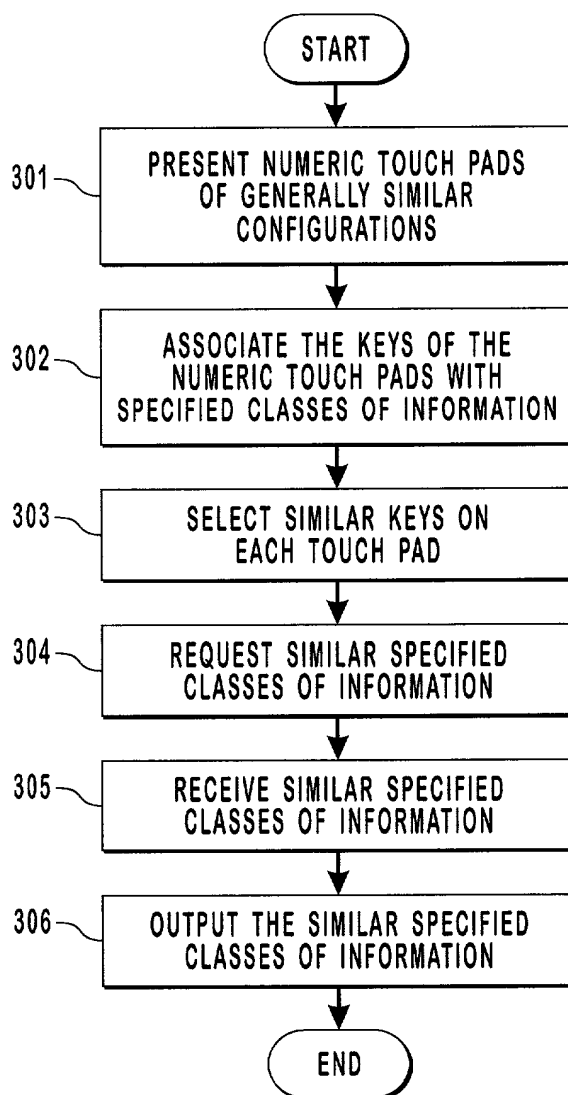 START
301
PRESENT NUMERIC TOUCH PADS
OF GENERALLY SIMILAR
CONFIGURATIONS
302
ASSOCIATE THE KEYS OF THE
NUMERIC TOUCH PADS WITH
SPECIFIED CLASSES OF INFORMATION
303
SELECT SIMILAR KEYS ON
EACH TOUCH PAD
304
REQUEST SIMILAR SPECIFIED
CLASSES OF INFORMATION
305
RECEIVE SIMILAR SPECIFIED
CLASSES OF INFORMATION
306
OUTPUT THE SIMILAR SPECIFIED
CLASSES OF INFORMATION
END